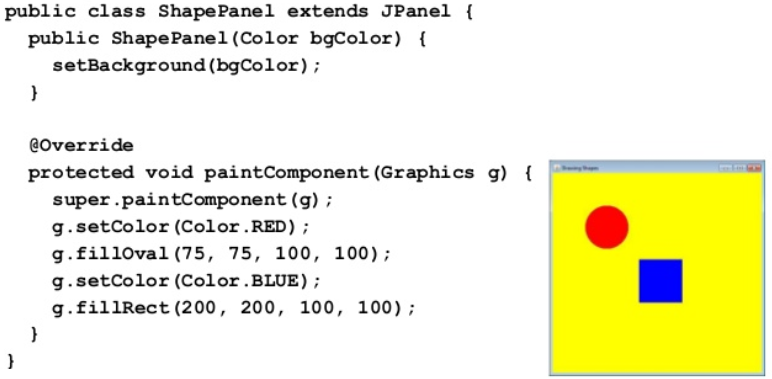 public class ShapePanel extends JPanel {
  public ShapePanel(Color bgColor) {
    setBackground(bgColor);
  }

  @Override
  protected void paintComponent(Graphics g) {
    super.paintComponent(g);
    g.setColor(Color.RED);
    g.fillOval(75, 75, 100, 100);
    g.setColor(Color.BLUE);
    g.fillRect(200, 200, 100, 100);
  }
}
Drawing Shapes